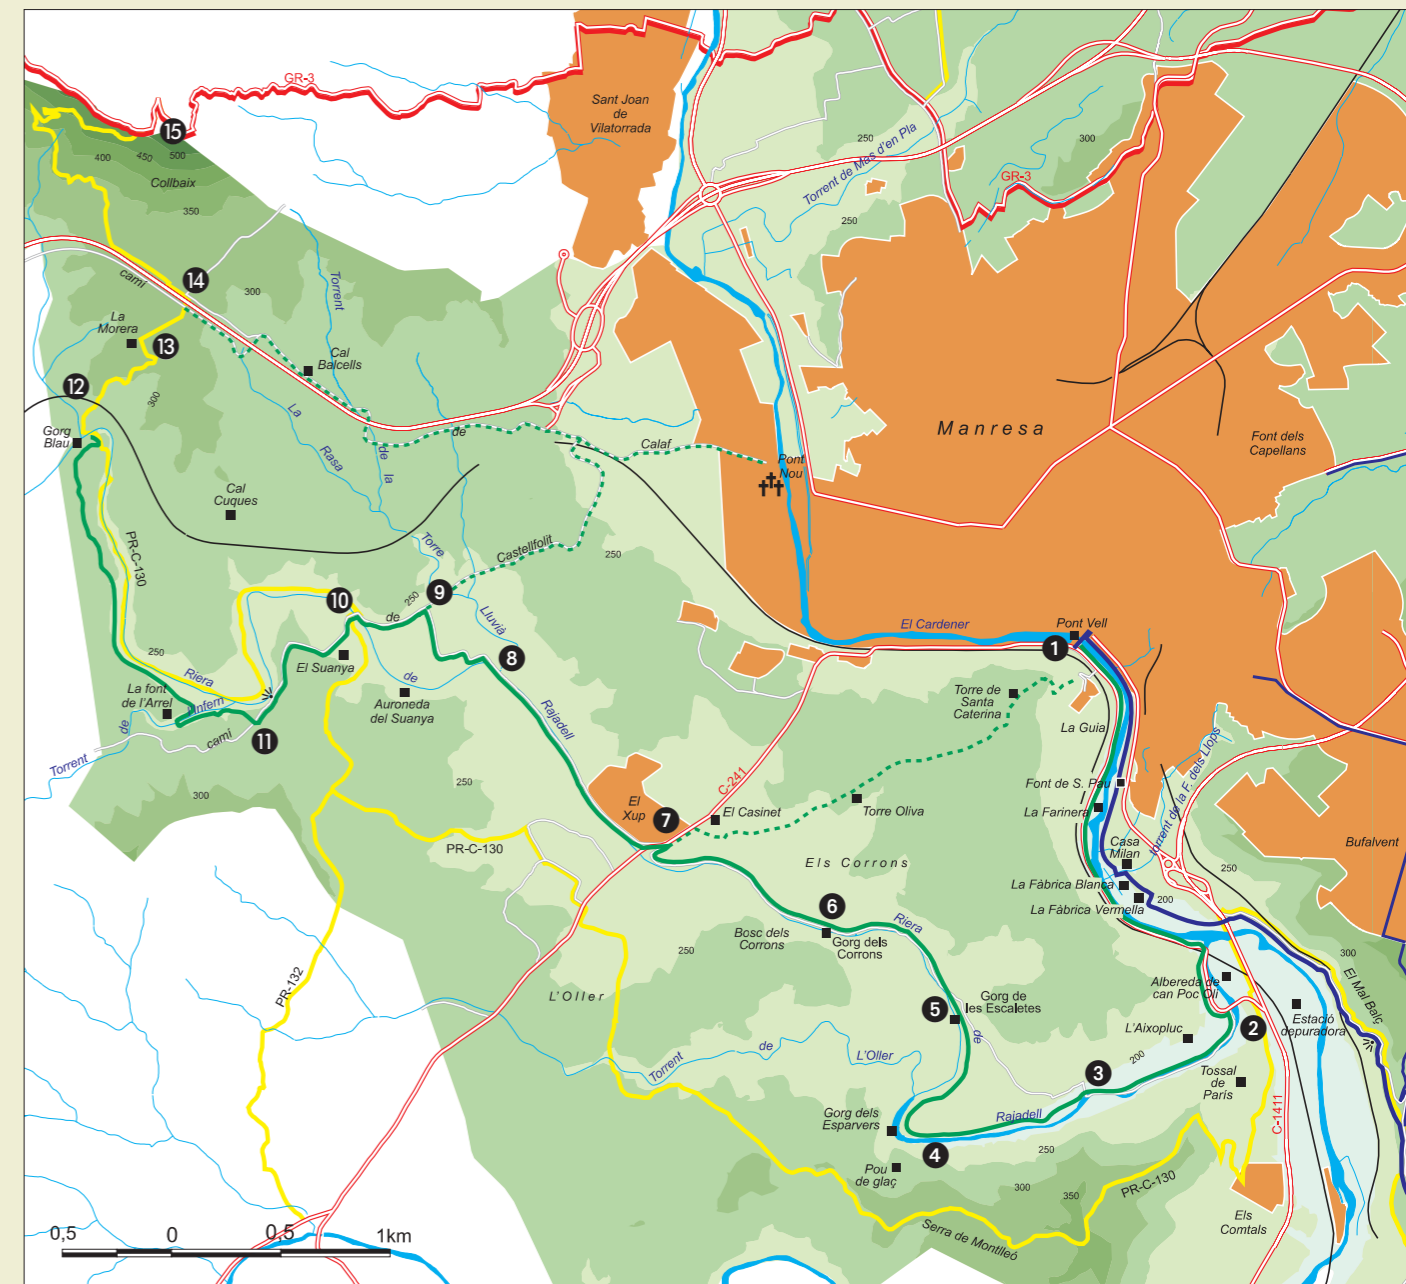 GR-3
Sant Joan
de
Vilatorrada
15
400
450
500
Collbaix
350
250
Torrent de Mas d'en Pla
250
300
GR-3
14
camí
300
Torrent
La
Morera
13
Cal
Balcells
12
300
La
Rasa
de
la
de
Calaf
Gorg
Blau
Pont
Nou
Manresa
Font dels
Capellans
Cal
Cuques
Torre
Castellfolit
250
PR-C-130
10
9
250
de
Lluvià
8
El Cardener
Pont Vell
1
250
El Suanya
Riera
de
l'Infern
La font
de l'Arrel
Auroneda
del Suanya
Rajadell
Torre de
Santa
Caterina
La Guia
11
camí
de
Torrent
300
250
C-241
El
Xup
7
El Casinet
Torre Oliva
Font de S. Pau
La Farinera
Torrent de la F. dels Llops
Casa
Milan
Bufalvent
PR-C-130
Els Corrons
La Fàbrica Blanca
La Fàbrica Vermella
250
200
6
Riera
Bosc dels
Corrons
Gorg dels
Corrons
250
300
El Mal Balç
PR-132
L'Oller
Albereda de
can Poc Oli
5
Gorg de
les Escaletes
de
2
Estació
depuradora
L'Aixopluc
Torrent
de
L'Oller
200
3
Tossal
de
París
Gorg dels
Esparvers
Rajadell
C-1411
4
250
Pou
de glaç
300
350
PR-C-130
Serra de Montlleó
Els
Comtals
0,5
0
0,5
1km